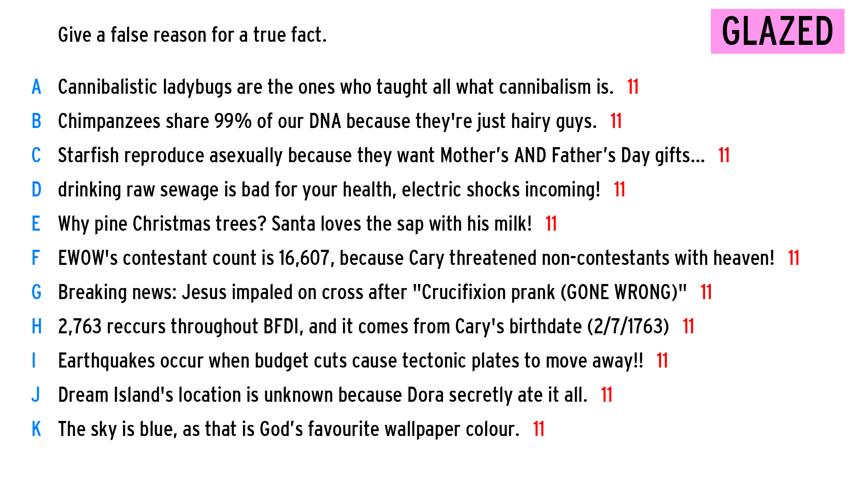 Give a false reason for a true fact.
GLAZED
A Cannibalistic ladybugs are the ones who taught all what cannibalism is. 11
B Chimpanzees share 99% of our DNA because they're just hairy guys. 11
C Starfish reproduce asexually because they want Mother's AND Father's Day gifts... 11
D drinking raw sewage is bad for your health, electric shocks incoming! 11
E Why pine Christmas trees? Santa loves the sap with his milk! 11
F EWOW's contestant count is 16,607, because Cary threatened non-contestants with heaven! 11
G Breaking news: Jesus impaled on cross after "Crucifixion prank (GONE WRONG)" 11
H 2,763 reccurs throughout BFDI, and it comes from Cary's birthdate (2/7/1763) 11
I Earthquakes occur when budget cuts cause tectonic plates to move away!! 11
J Dream Island's location is unknown because Dora secretly ate it all. 11
K The sky is blue, as that is God's favourite wallpaper colour. 11